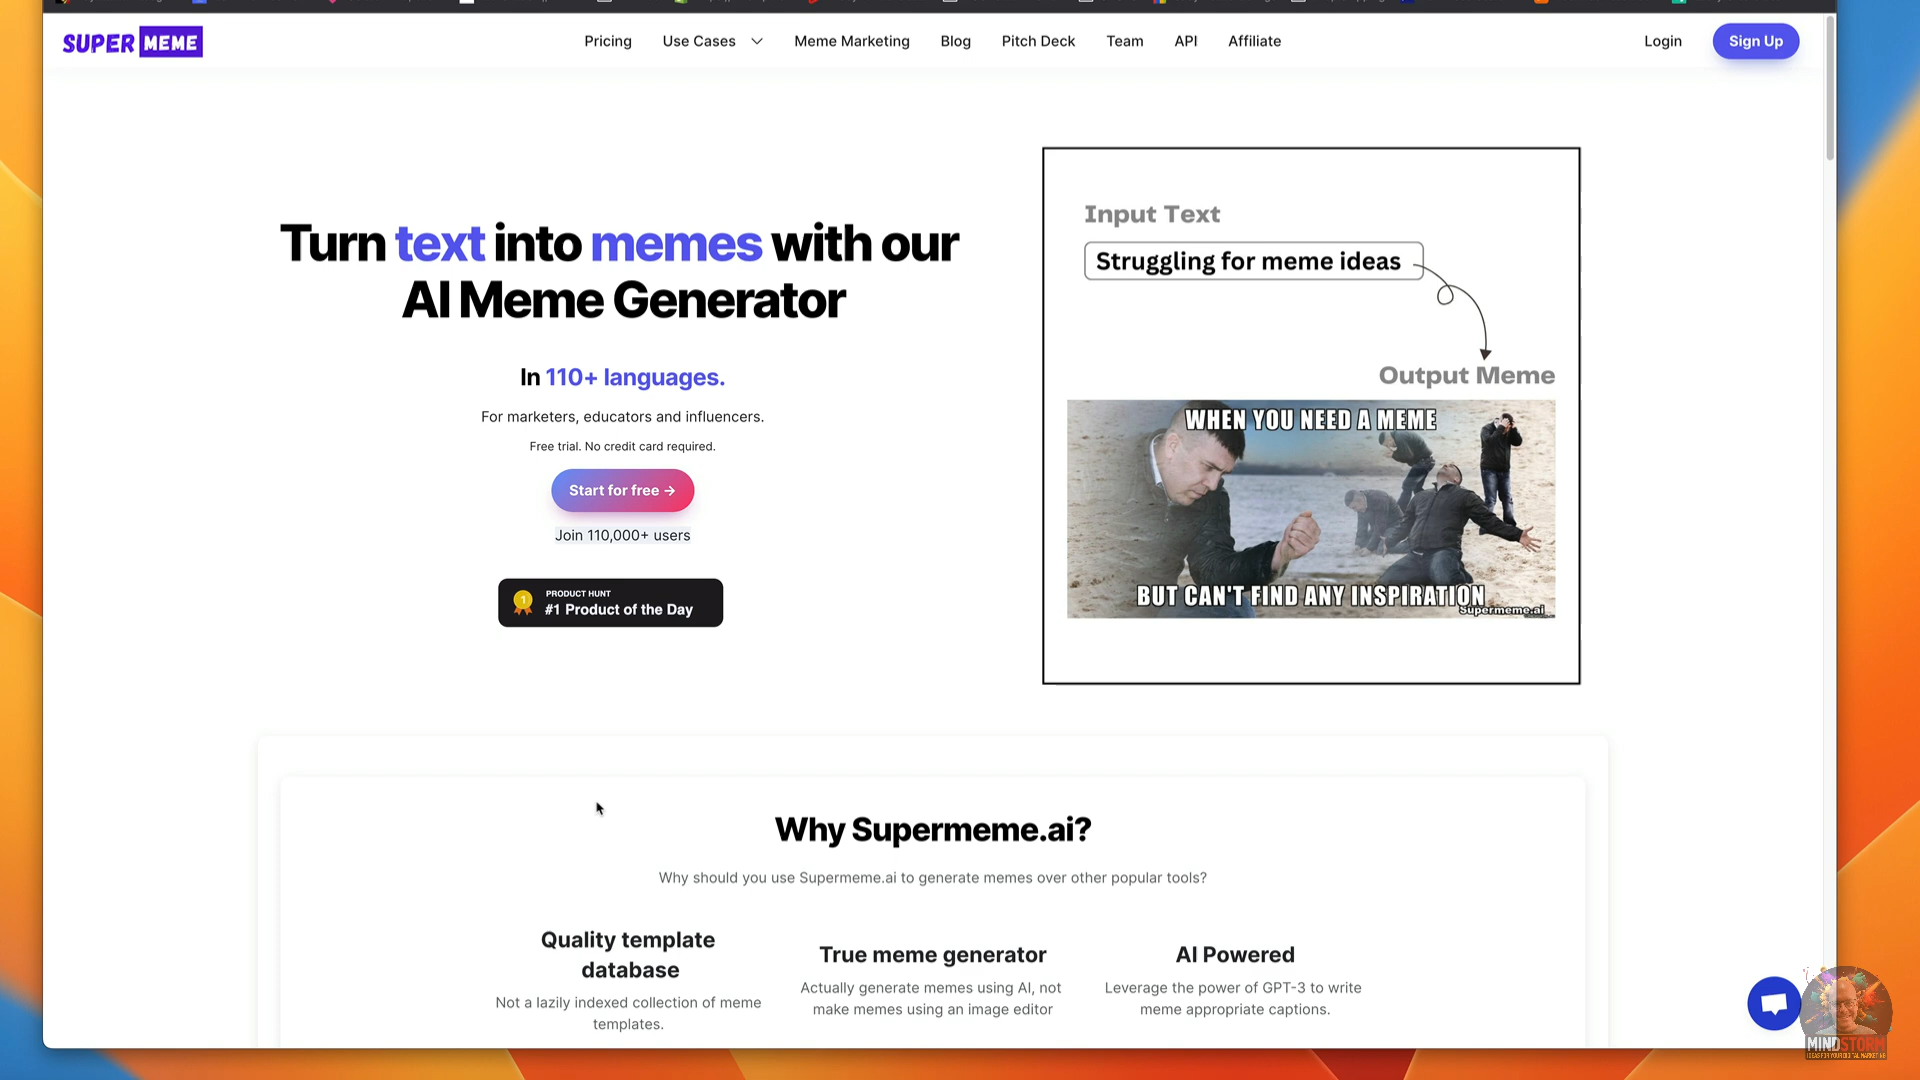 SUPER MEME
Pricing
Use Cases
Meme Marketing
Blog
Pitch Deck
Team
API
Affiliate
Login
Sign Up
Turn text into memes with our
AI Meme Generator
In 110+ languages.
For marketers, educators and influencers.
Free trial. No credit card required.
Start for free →
Join 110,000+ users
PRODUCT HUNT
1
#1 Product of the Day
Input Text
Struggling for meme ideas
Output Meme
WHEN YOU NEED A MEME
BUT CAN'T FIND ANY INSPIRATION
Supermeme.ai
Why Supermeme.ai?
Why should you use Supermeme.ai to generate memes over other popular tools?
Quality template
database
Not a lazily indexed collection of meme
templates.
True meme generator
Actually generate memes using AI, not
make memes using an image editor
AI Powered
Leverage the power of GPT-3 to write
meme appropriate captions.
MINDSTORM
IDEAS FOR YOUR DIGITAL MARKETING